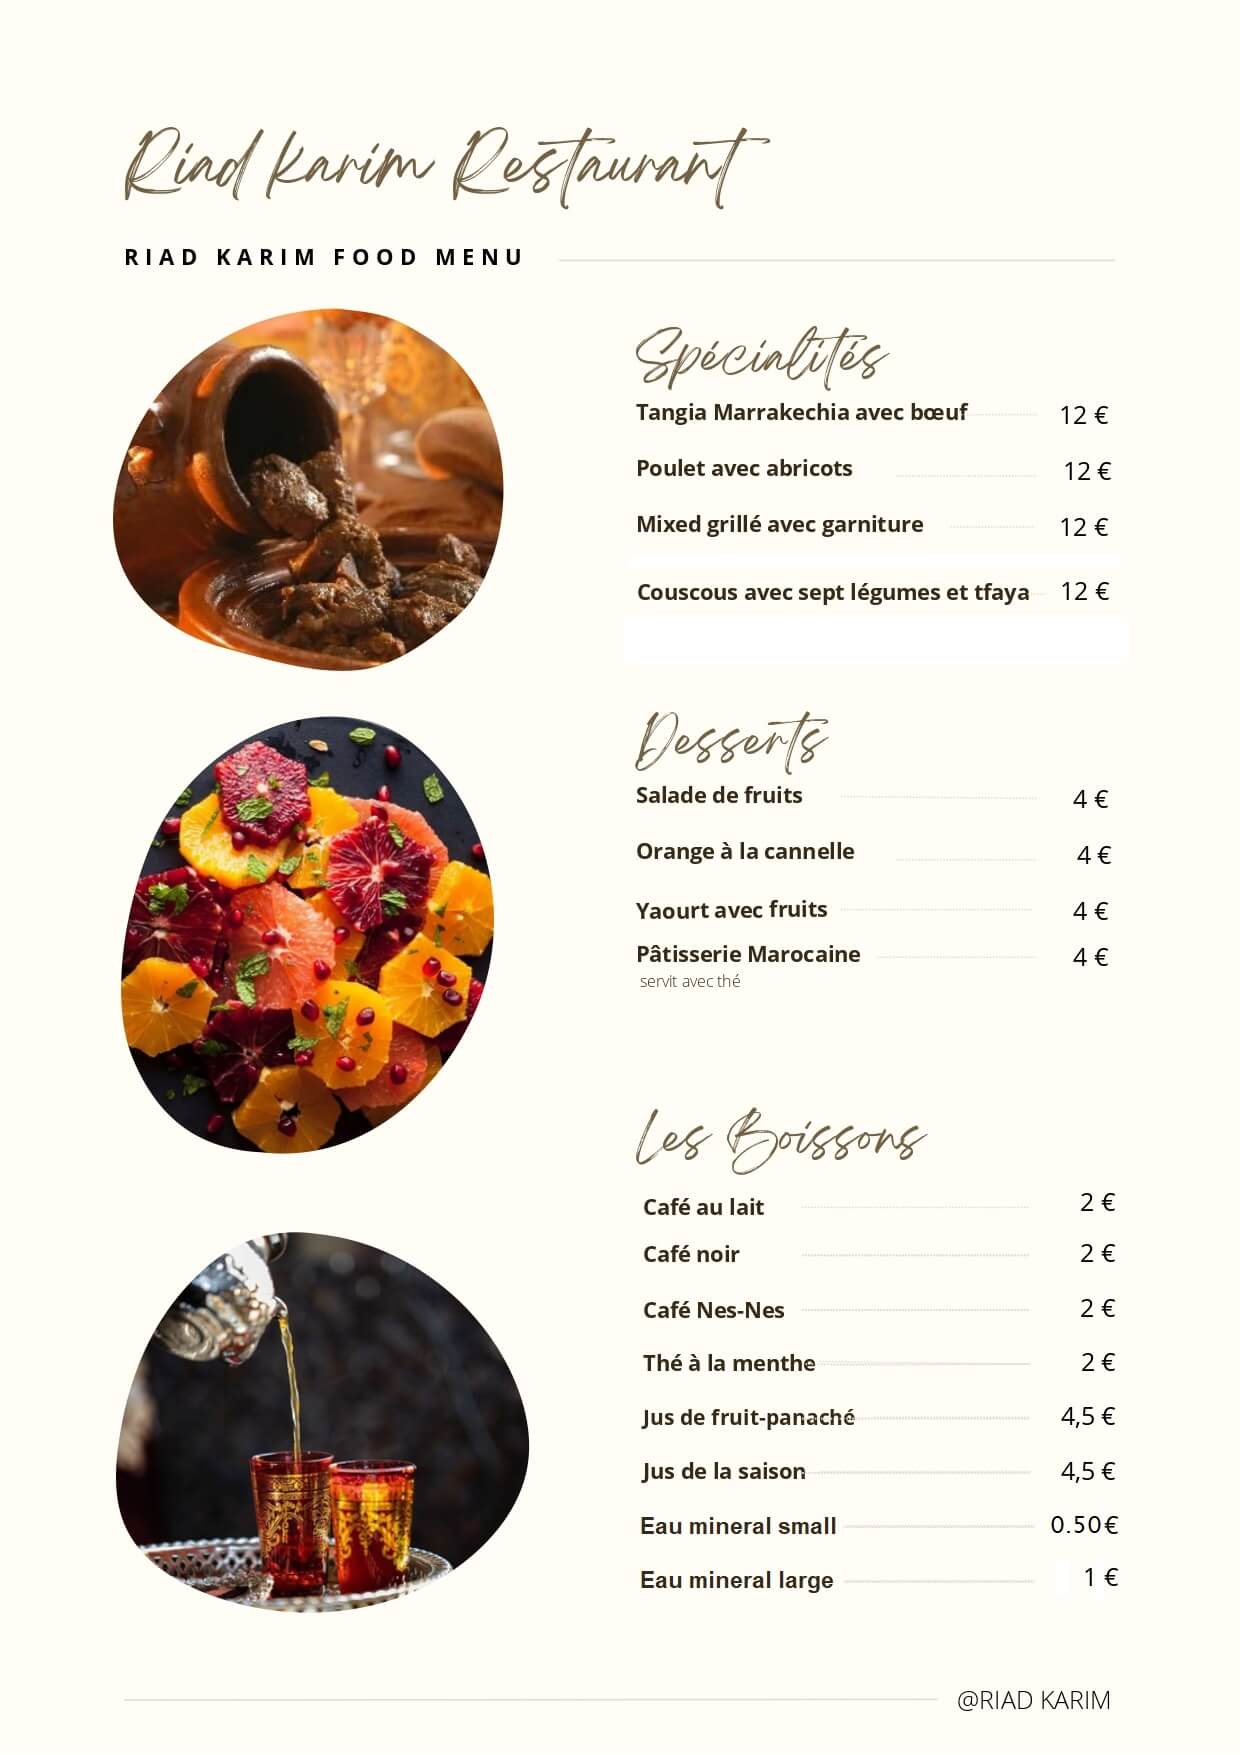 Riad Karim Restaurant
RIAD KARIM FOOD MENU
Spécialités
Tangia Marrakechia avec bœuf 12 €
Poulet avec abricots 12 €
Mixed grillé avec garniture 12 €
Couscous avec sept légumes et tfaya 12 €
Desserts
Salade de fruits 4 €
Orange à la cannelle 4 €
Yaourt avec fruits 4 €
Pâtisserie Marocaine 4 €
servit avec thé
Les Boissons
Café au lait 2 €
Café noir 2 €
Café Nes-Nes 2 €
Thé à la menthe 2 €
Jus de fruit-panaché 4,5 €
Jus de la saison 4,5 €
Eau mineral small 0.50€
Eau mineral large 1 €
@RIAD KARIM